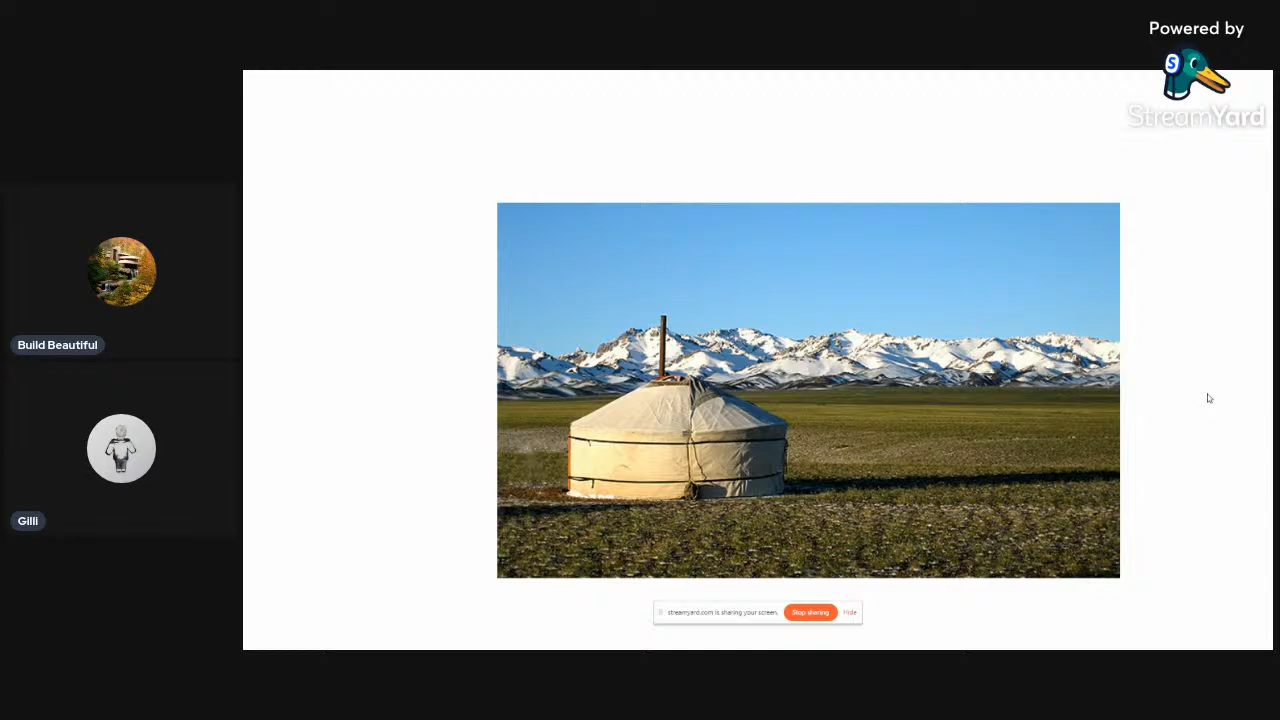 Powered by
StreamYard
Build Beautiful
Gilli
streamyard.com is sharing your screen.
Stop sharing
Hide